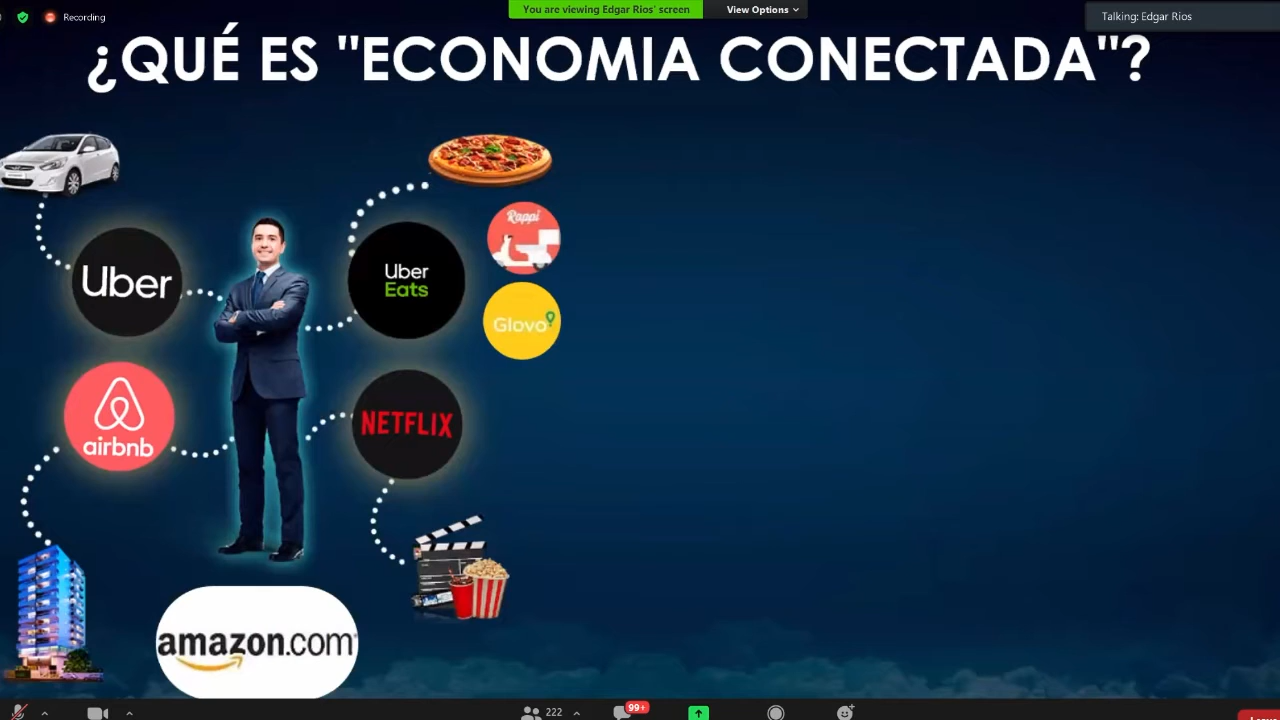 Recording
You are viewing Edgar Rios' screen
View Options
Talking: Edgar Rios
¿QUÉ ES "ECONOMIA CONECTADA"?
Rappi
Uber
Uber
Eats
Glovo
airbnb
NETFLIX
amazon.com
222
99+